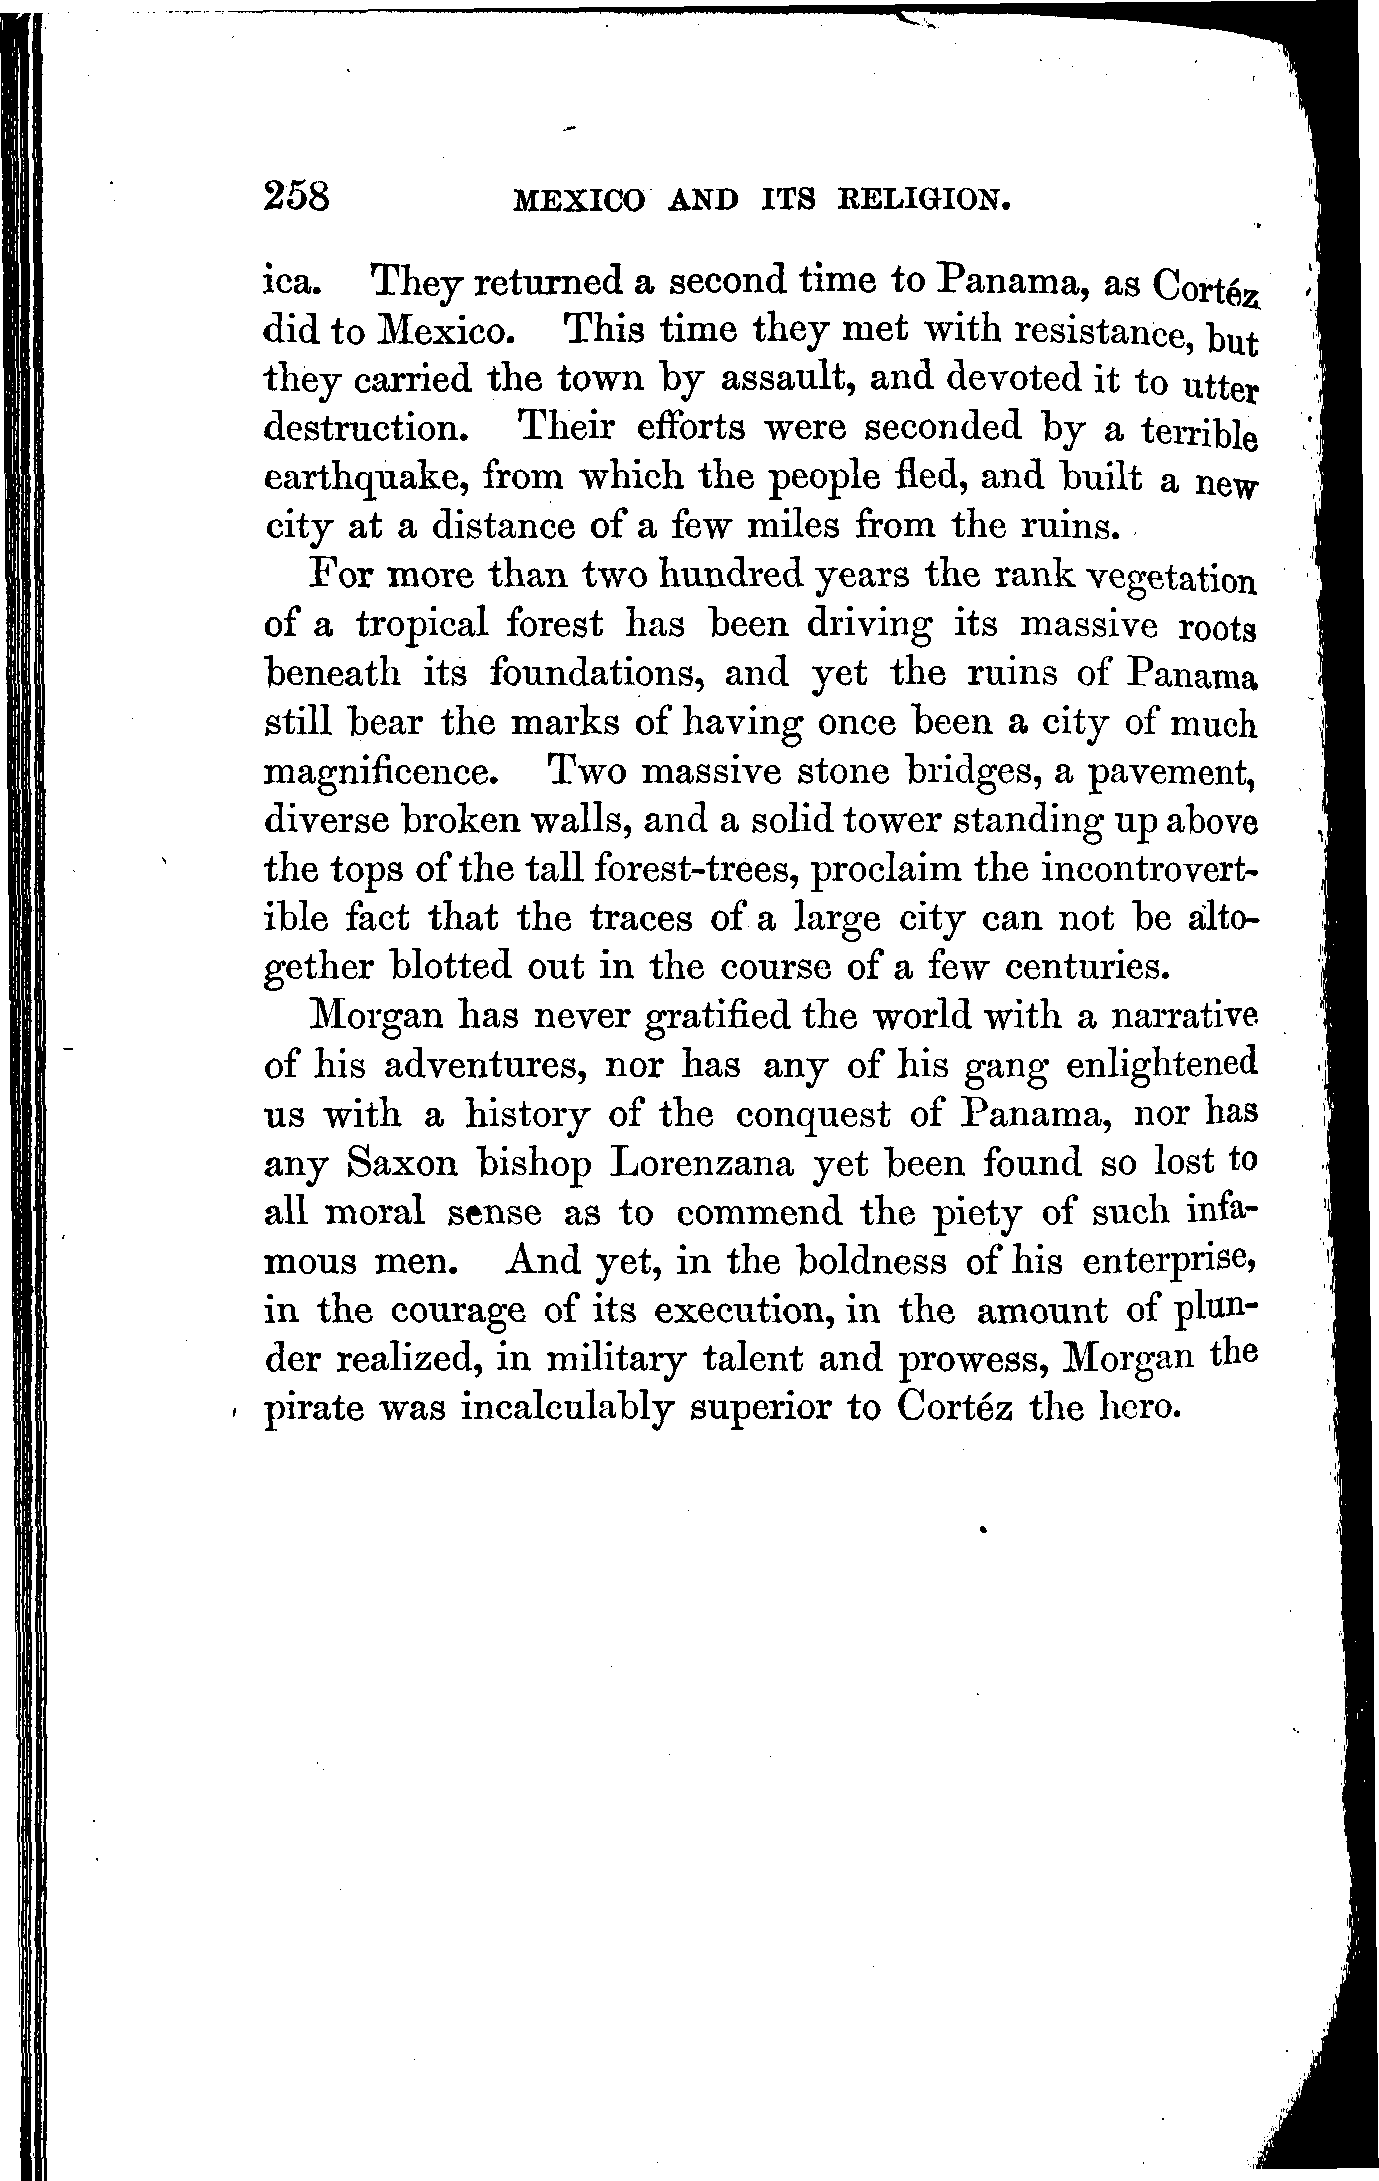 258 MEXICO AND ITS RELIGION.
ica. They returned a second time to Panama, as Cortéz
did to Mexico. This time they met with resistance, but
they carried the town by assault, and devoted it to utter
destruction. Their efforts were seconded by a terrible
earthquake, from which the people fled, and built a new
city at a distance of a few miles from the ruins.
For more than two hundred years the rank vegetation
of a tropical forest has been driving its massive roots
beneath its foundations, and yet the ruins of Panama
still bear the marks of having once been a city of much
magnificence. Two massive stone bridges, a pavement,
diverse broken walls, and a solid tower standing up above
the tops of the tall forest-trees, proclaim the incontrovert-
ible fact that the traces of a large city can not be alto-
gether blotted out in the course of a few centuries.
Morgan has never gratified the world with a narrative
of his adventures, nor has any of his gang enlightened
us with a history of the conquest of Panama, nor has
any Saxon bishop Lorenzana yet been found so lost to
all moral sense as to commend the piety of such infa-
mous men. And yet, in the boldness of his enterprise,
in the courage of its execution, in the amount of plun-
der realized, in military talent and prowess, Morgan the
pirate was incalculably superior to Cortéz the hero.